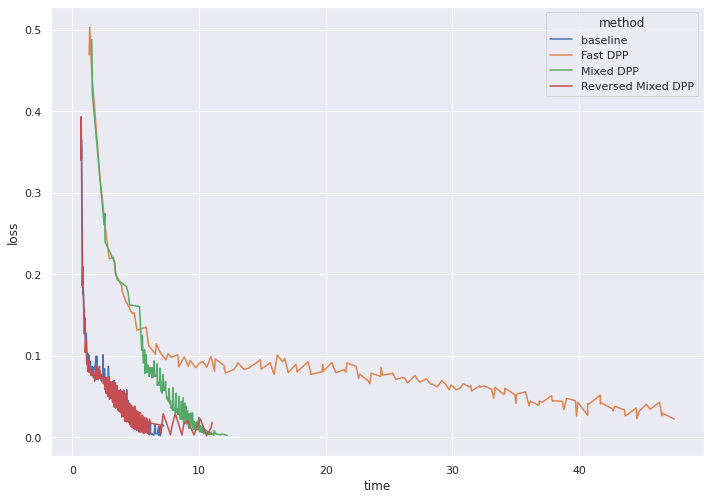 method
baseline
Fast DPP
Mixed DPP
Reversed Mixed DPP
loss
0.5
0.4
0.3
0.2
0.1
0.0
0 10 20 30 40
time